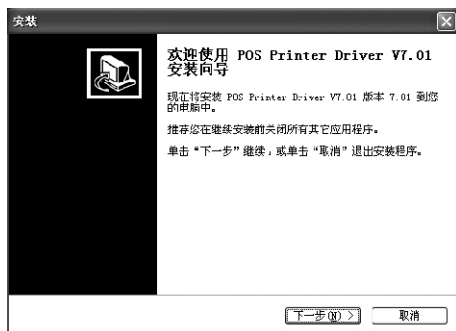 安装
欢迎使用 POS Printer Driver V7.01
安装向导
现在将安装 POS Printer Driver V7.01 版本 7.01 到您
的电脑中。
推荐您在继续安装前关闭所有其它应用程序。
单击“下一步”继续，或单击“取消”退出安装程序。
下一步(N) > 取消